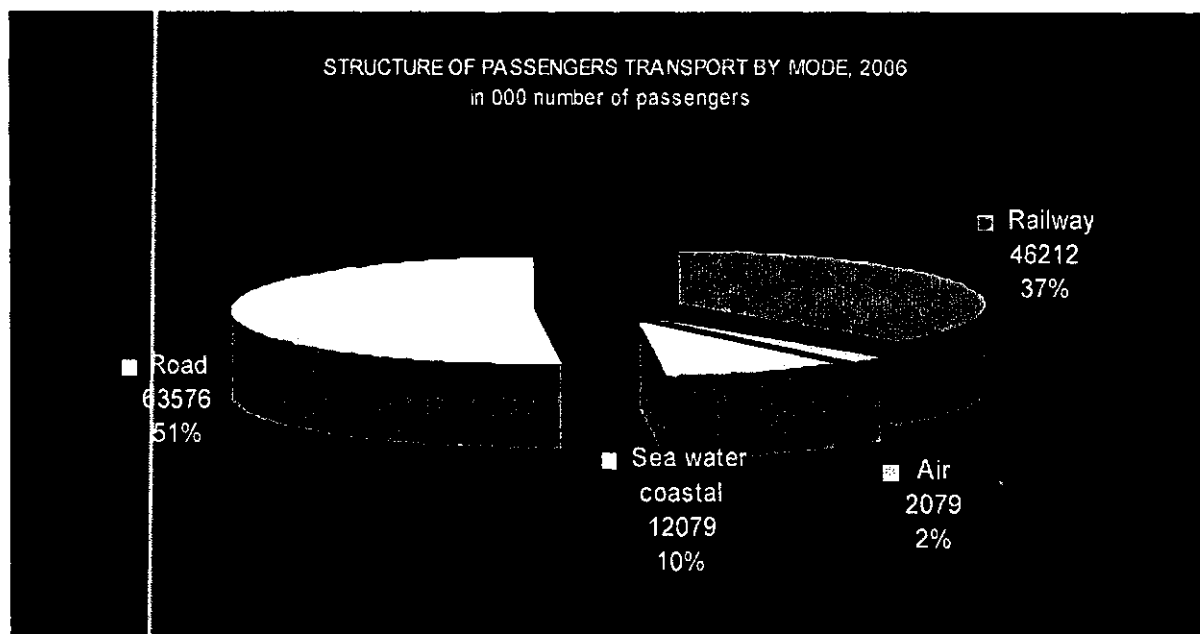 STRUCTURE OF PASSENGERS TRANSPORT BY MODE, 2006
in 000 number of passengers
Railway
46212
37%
Road
63576
51%
Sea water
coastal
12079
10%
Air
2079
2%